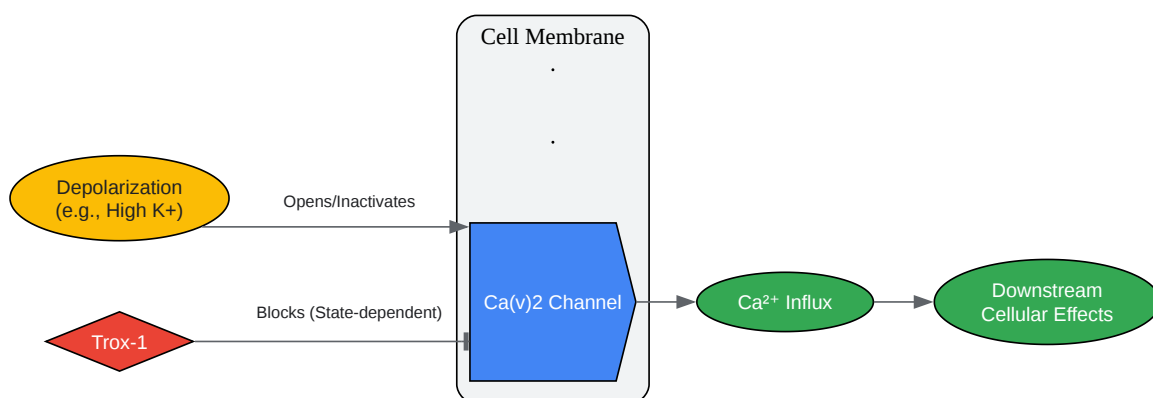 Cell Membrane
Depolarization
(e.g., High K+)
Opens/Inactivates
Trox-1
Blocks (State-dependent)
Ca(v)2 Channel
Ca²⁺ Influx
Downstream
Cellular Effects